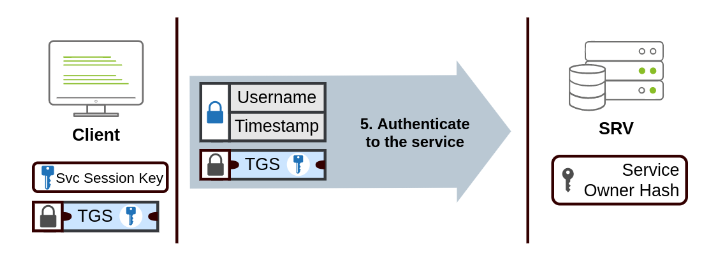 Client
Svc Session Key
TGS
Username
Timestamp
TGS
5. Authenticate
to the service
SRV
Service
Owner Hash